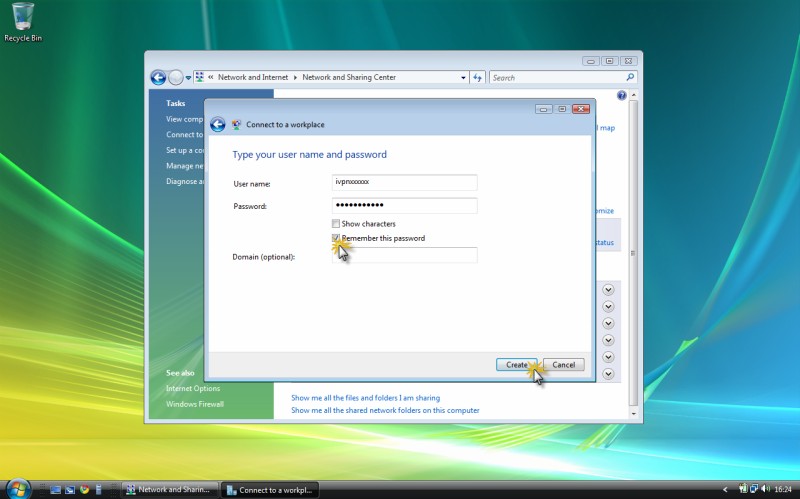 Recycle Bin
Network and Internet
Network and Sharing Center
Search
Tasks
View comp
Connect to
Set up a co
Manage ne
Diagnose a
l map
omize
status
Connect to a workplace
Type your user name and password
User name:
ivpnxxxxxx
Password:
Show characters
Remember this password
Domain (optional):
Create
Cancel
See also
Internet Options
Windows Firewall
Show me all the files and folders I am sharing
Show me all the shared network folders on this computer
Network and Sharin...
Connect to a workpl...
16:24